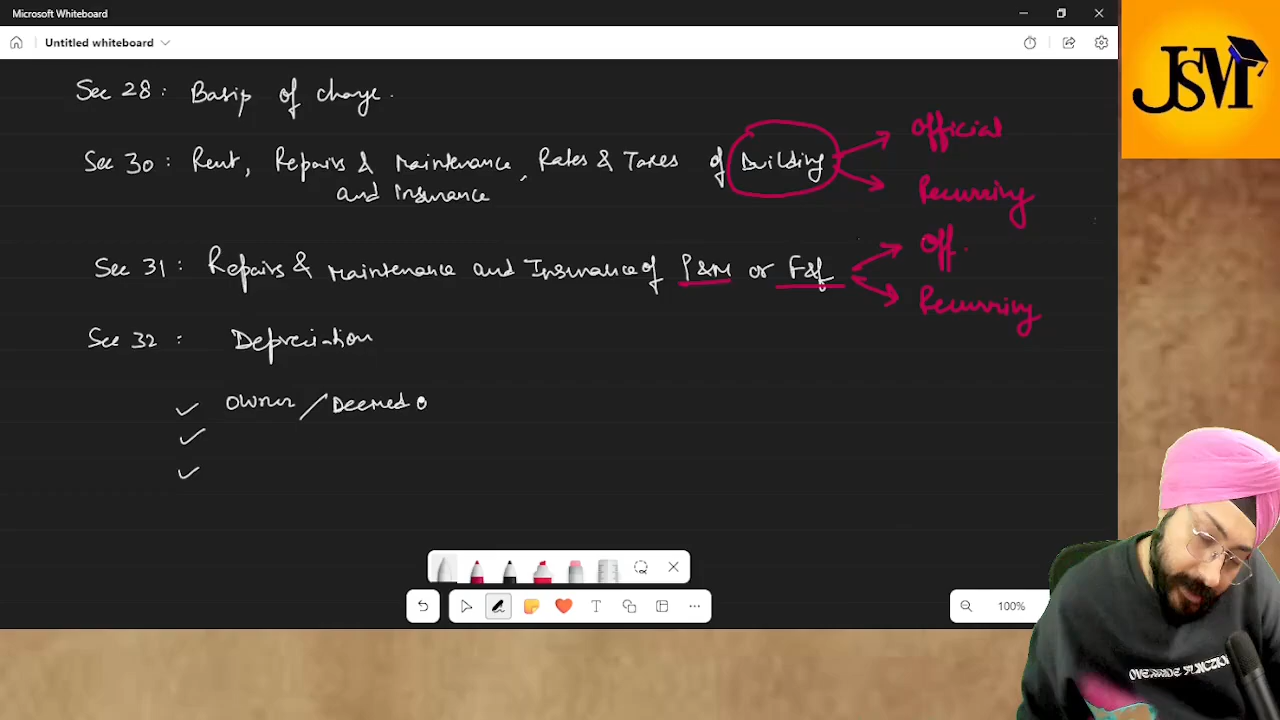 Microsoft Whiteboard
Untitled whiteboard
JSM
Sec 28 : Basis of charge.
Sec 30 : Rent, Repairs & Maintenance, Rates & Taxes of Building
and Insurance
Official
Recurring
Sec 31 : Repairs & Maintenance and Insurance of P&M or F&f
Off.
Recurring
Sec 32 : Depreciation
Owner / Deemed o
100%